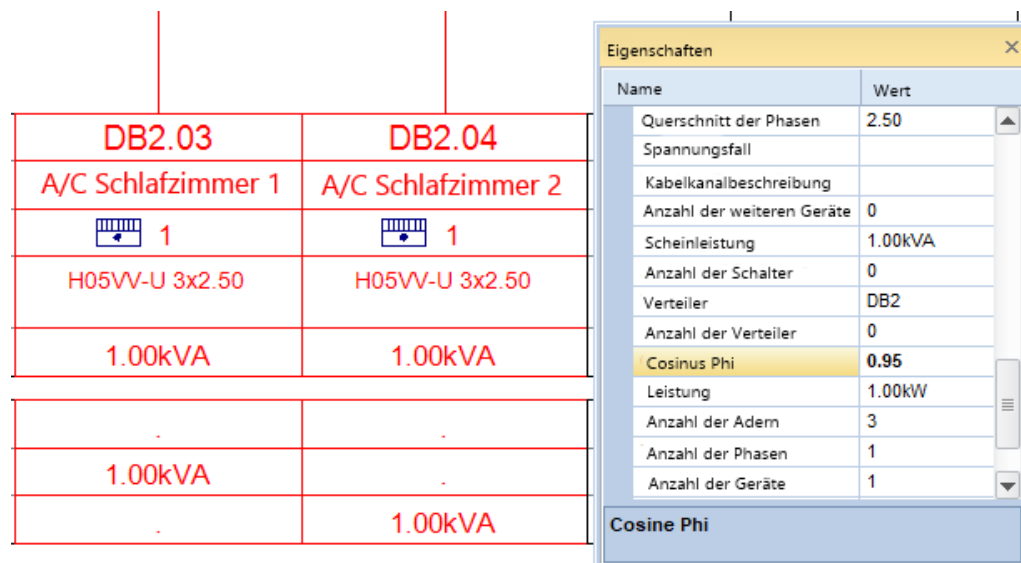 DB2.03 DB2.04
A/C Schlafzimmer 1 A/C Schlafzimmer 2
1 1
H05VV-U 3x2.50 H05VV-U 3x2.50
1.00kVA 1.00kVA
. .
1.00kVA .
. 1.00kVA
Eigenschaften
Name Wert
Querschnitt der Phasen 2.50
Spannungsfall
Kabelkanalbeschreibung
Anzahl der weiteren Geräte 0
Scheinleistung 1.00kVA
Anzahl der Schalter 0
Verteiler DB2
Anzahl der Verteiler 0
Cosinus Phi 0.95
Leistung 1.00kW
Anzahl der Adern 3
Anzahl der Phasen 1
Anzahl der Geräte 1
Cosine Phi